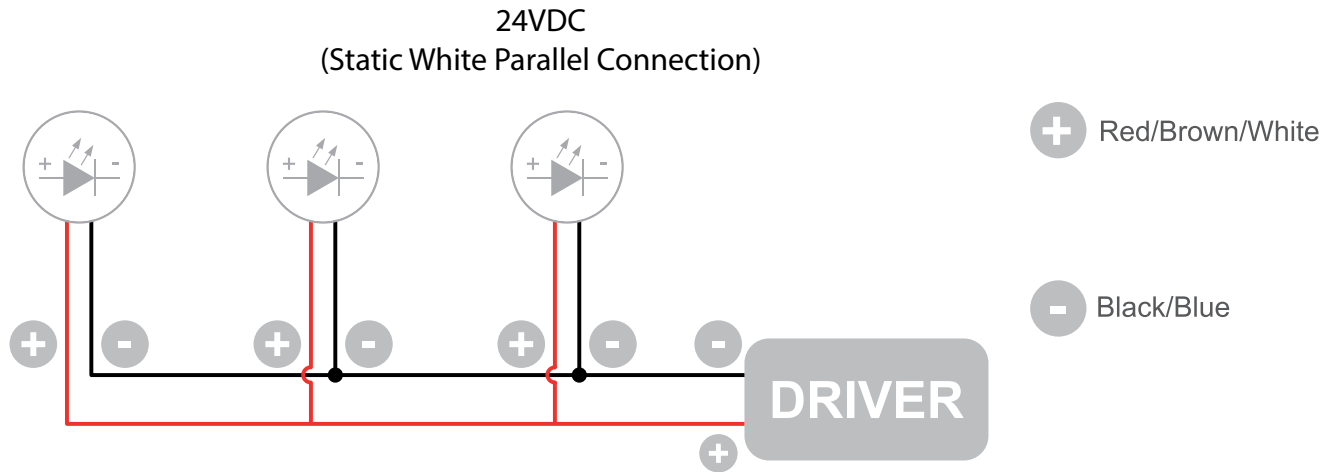 24VDC
(Static White Parallel Connection)
+ -
+ -
+ -
+ Red/Brown/White
- Black/Blue
+ -
+ -
+ -
-
DRIVER
+